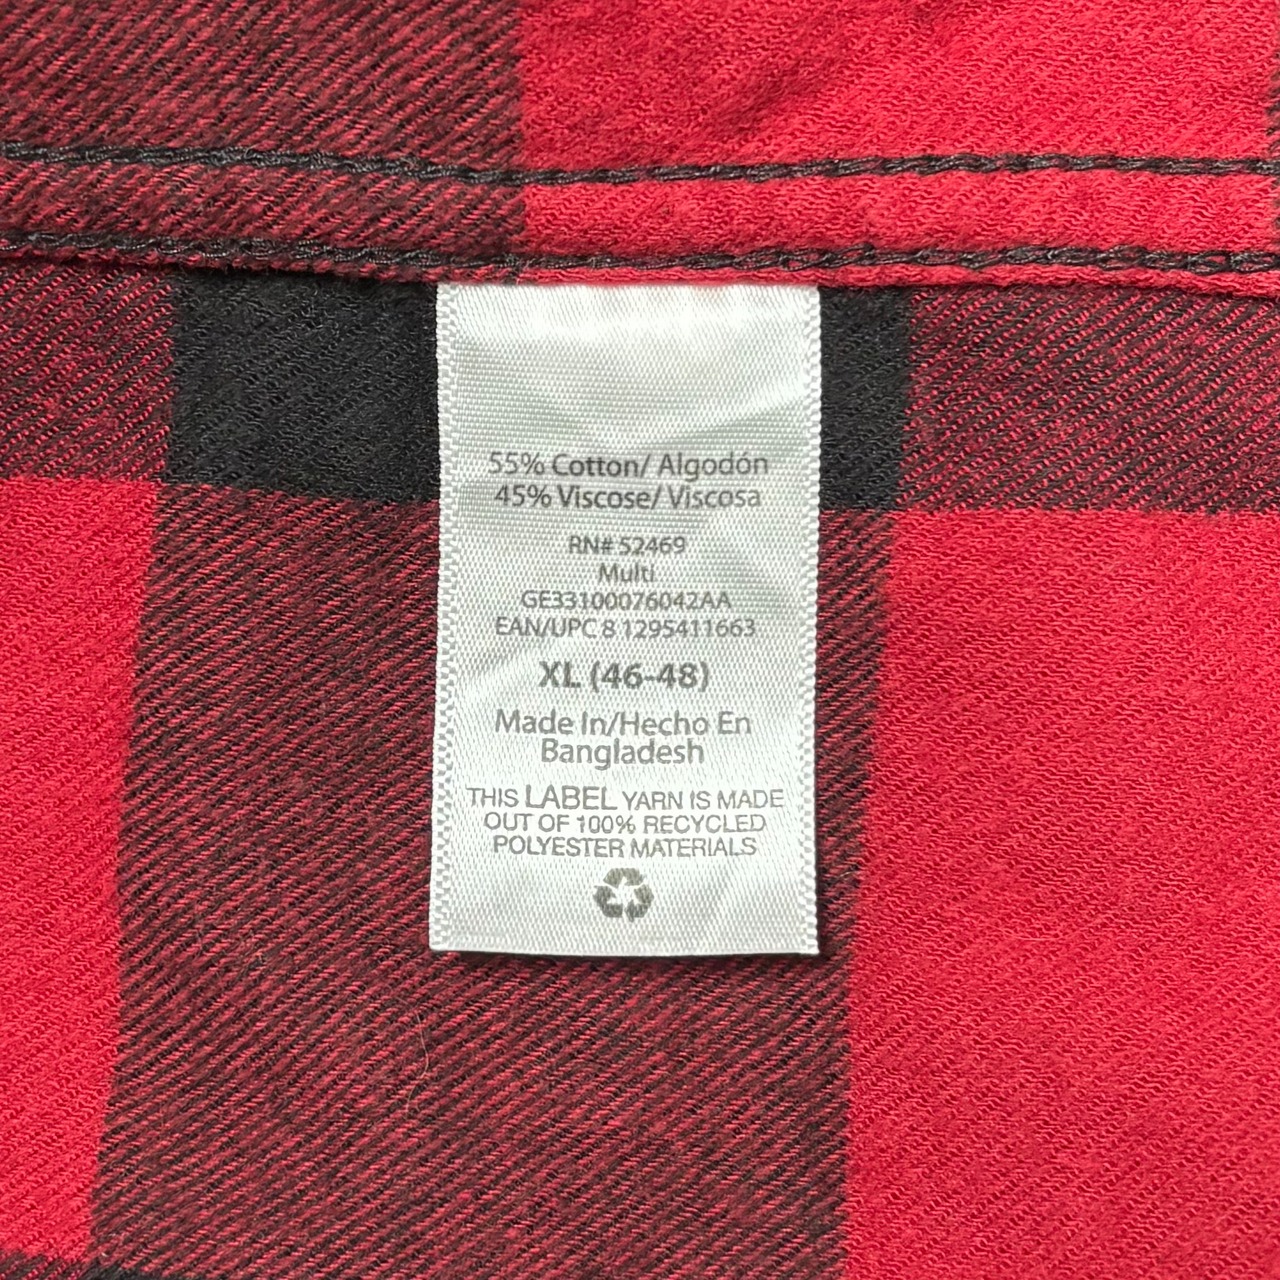 55% Cotton/ Algodón
45% Viscose/ Viscosa
RN# 52469
Multi
GE33100076042AA
EAN/UPC 8 1295411663
XL (46-48)
Made In/Hecho En
Bangladesh
THIS LABEL YARN IS MADE
OUT OF 100% RECYCLED
POLYESTER MATERIALS